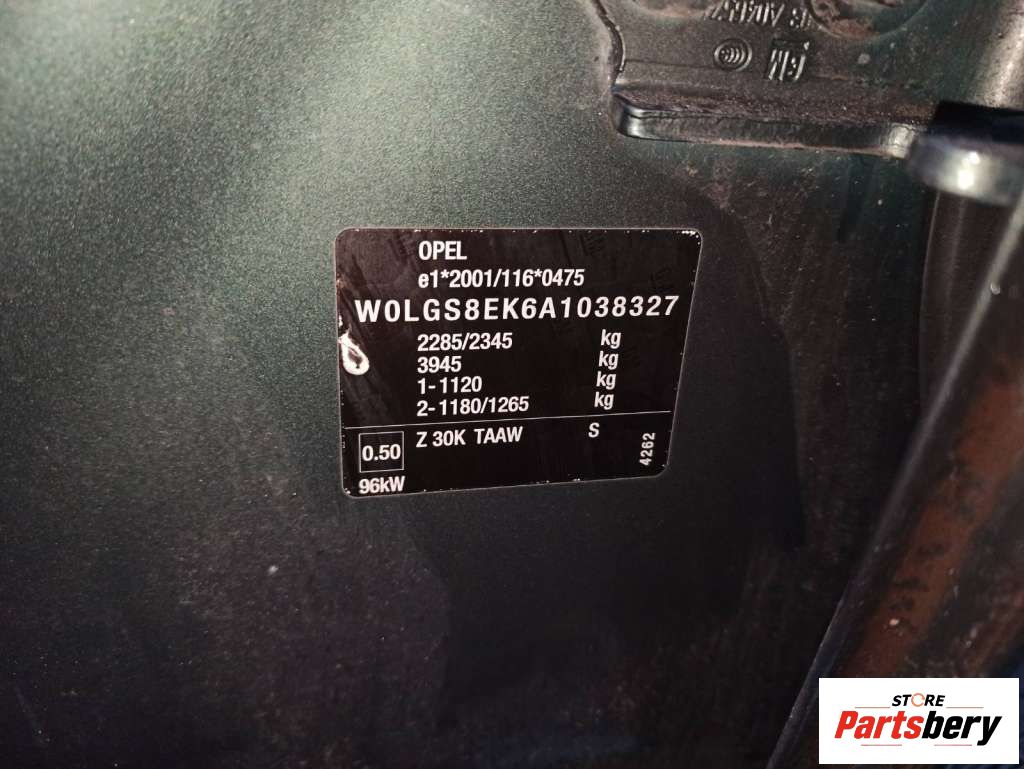 OPEL
e1*2001/116*0475
W0LGS8EK6A1038327
2285/2345 kg
3945 kg
1-1120 kg
2-1180/1265 kg
0.50 Z 30K TAAW S 4262
96kW
STORE
Partsbery